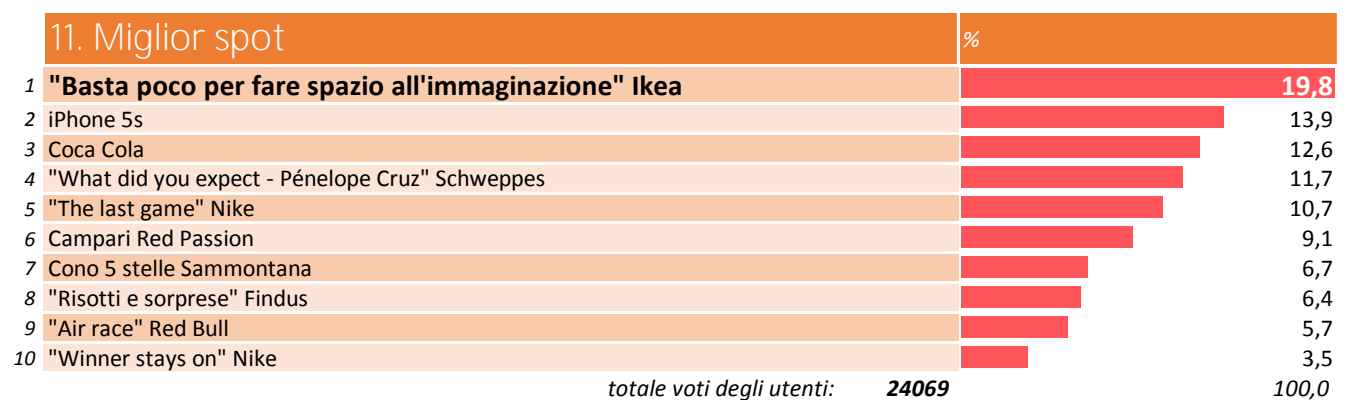 11. Miglior spot %
1 "Basta poco per fare spazio all'immaginazione" Ikea 19,8
2 iPhone 5s 13,9
3 Coca Cola 12,6
4 "What did you expect - Pénelope Cruz" Schweppes 11,7
5 "The last game" Nike 10,7
6 Campari Red Passion 9,1
7 Cono 5 stelle Sammontana 6,7
8 "Risotti e sorprese" Findus 6,4
9 "Air race" Red Bull 5,7
10 "Winner stays on" Nike 3,5
totale voti degli utenti: 24069 100,0